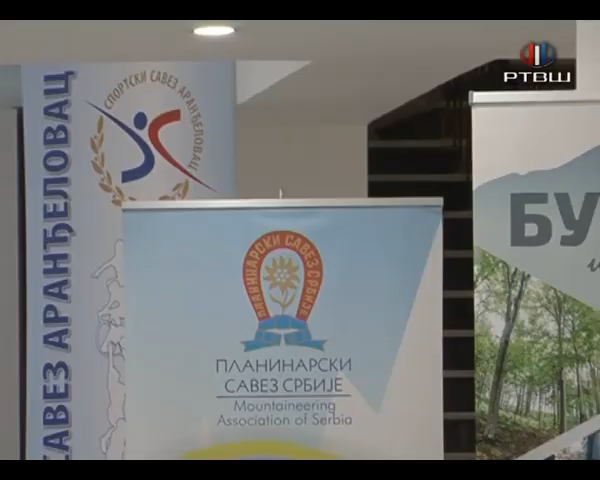 РТВШ
СПОРТСКИ САВЕЗ АРАНЂЕЛОВАЦ
САВЕЗ АРАНЂЕЛОВАЦ
БУ
ПЛАНИНАРСКИ САВЕЗ СРБИЈЕ
ПЛАНИНАРСКИ
САВЕЗ СРБИЈЕ
Mountaineering
Association of Serbia